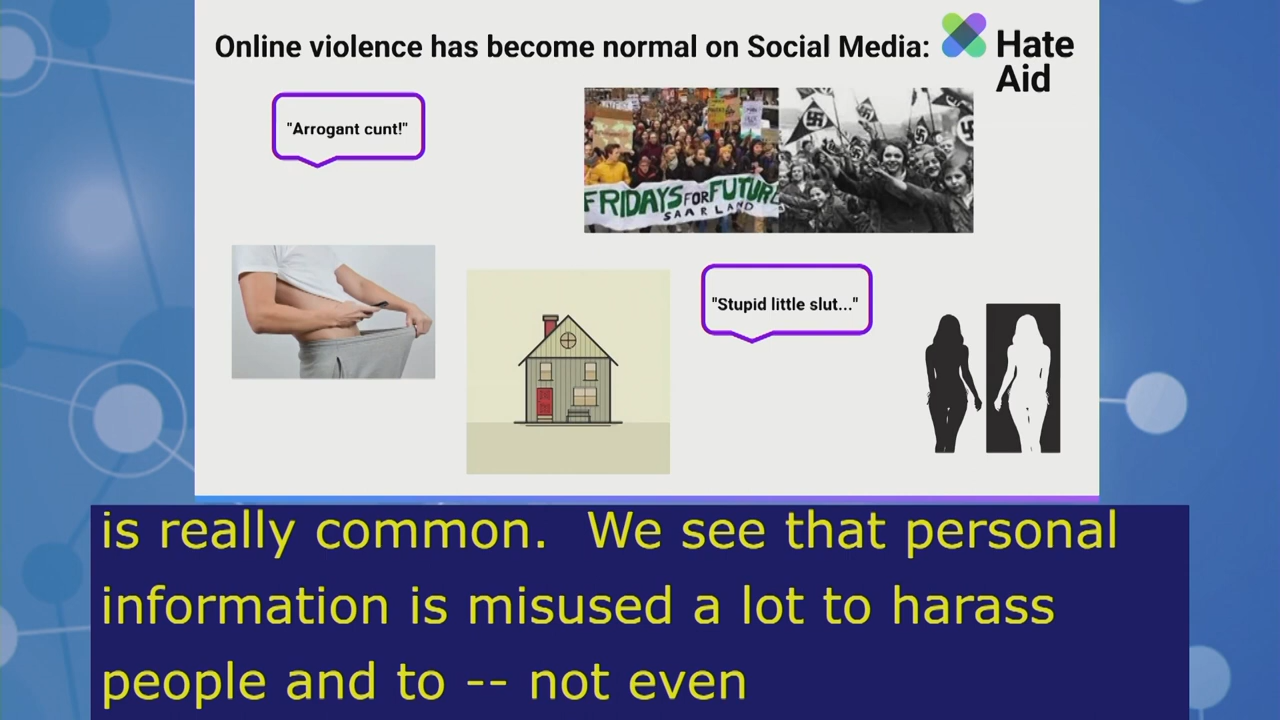 Online violence has become normal on Social Media:
Hate
Aid
"Arrogant cunt!"
FRIDAYS FOR FUTURE
SAARLAND
"Stupid little slut..."
is really common.  We see that personal
information is misused a lot to harass
people and to -- not even